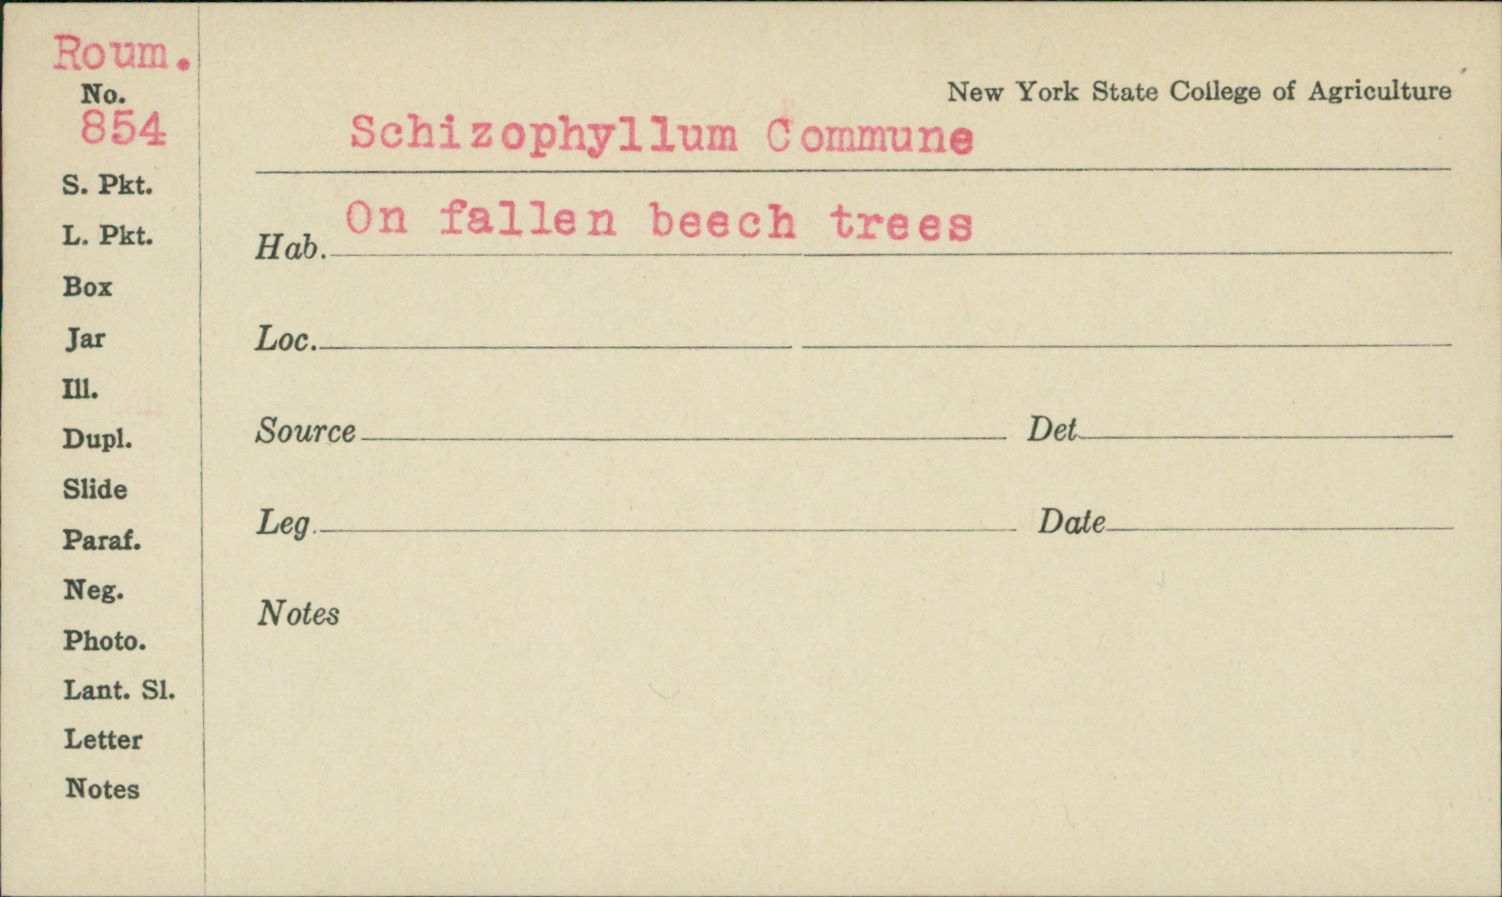 Roum.
No.
854
S. Pkt.
L. Pkt.
Box
Jar
Ill.
Dupl.
Slide
Paraf.
Neg.
Photo.
Lant. Sl.
Letter
Notes
New York State College of Agriculture
Schizophyllum Commune
Hab. On fallen beech trees
Loc.
Source Det.
Leg. Date
Notes